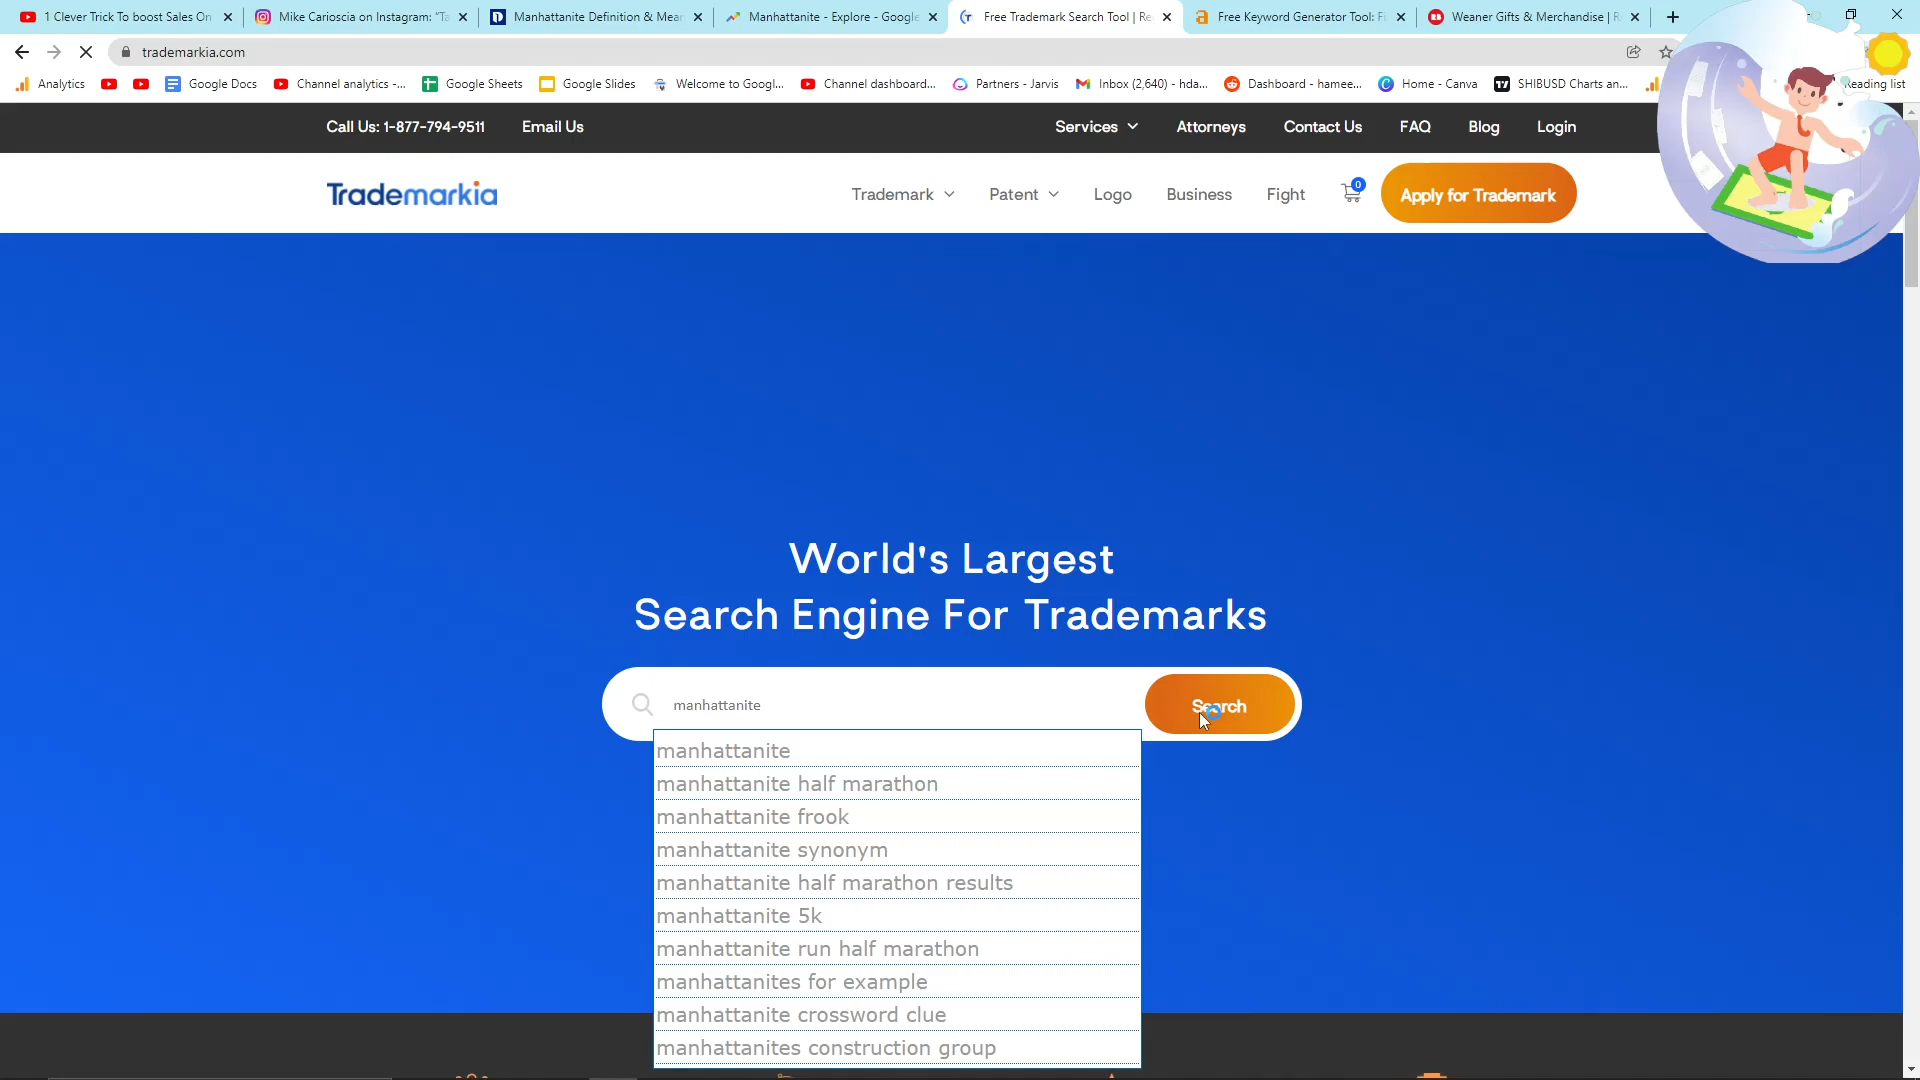 1 Clever Trick To boost Sales On
Mike Carioscia on Instagram: "Ta
Manhattanite Definition & Mean
Manhattanite - Explore - Google
Free Trademark Search Tool | Re
Free Keyword Generator Tool: Fi
Weaner Gifts & Merchandise | R
trademarkia.com
Analytics
Google Docs
Channel analytics -...
Google Sheets
Google Slides
Welcome to Googl...
Channel dashboard...
Partners - Jarvis
Inbox (2,640) - hda...
Dashboard - hamee...
Home - Canva
SHIBUSD Charts an...
Reading list
Call Us: 1-877-794-9511
Email Us
Services
Attorneys
Contact Us
FAQ
Blog
Login
Trademarkia
Trademark
Patent
Logo
Business
Fight
0
Apply for Trademark
World's Largest
Search Engine For Trademarks
manhattanite
Search
manhattanite
manhattanite half marathon
manhattanite frook
manhattanite synonym
manhattanite half marathon results
manhattanite 5k
manhattanite run half marathon
manhattanites for example
manhattanite crossword clue
manhattanites construction group